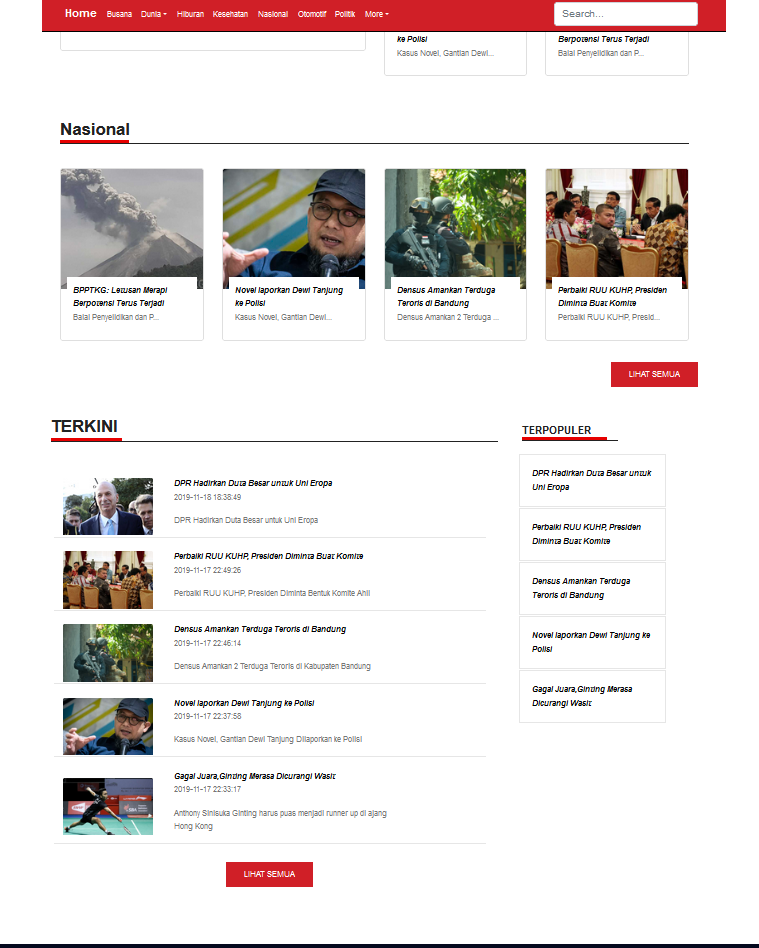 Home Busana Dunia Hiburan Kesehatan Nasional Otomotif Politik More Search...
ke Polisi
Kasus Novel, Gantian Dewi...
Berpotensi Terus Terjadi
Balai Penyelidikan dan P...
Nasional
BPPTKG: Letusan Merapi
Berpotensi Terus Terjadi
Balai Penyelidikan dan P...
Novel laporkan Dewi Tanjung
ke Polisi
Kasus Novel, Gantian Dewi...
Densus Amankan Terduga
Teroris di Bandung
Densus Amankan 2 Terduga ...
Perbaiki RUU KUHP, Presiden
Diminta Buat Komite
Perbaiki RUU KUHP, Presid...
LIHAT SEMUA
TERKINI
DPR Hadirkan Duta Besar untuk Uni Eropa
2019-11-18 18:38:49
DPR Hadirkan Duta Besar untuk Uni Eropa
Perbaiki RUU KUHP, Presiden Diminta Buat Komite
2019-11-17 22:49:26
Perbaiki RUU KUHP, Presiden Diminta Bentuk Komite Ahli
Densus Amankan Terduga Teroris di Bandung
2019-11-17 22:46:14
Densus Amankan 2 Terduga Teroris di Kabupaten Bandung
Novel laporkan Dewi Tanjung ke Polisi
2019-11-17 22:37:58
Kasus Novel, Gantian Dewi Tanjung Dilaporkan ke Polisi
Gagal Juara,Ginting Merasa Dicurangi Wasit
2019-11-17 22:33:17
Anthony Sinisuka Ginting harus puas menjadi runner up di ajang
Hong Kong
LIHAT SEMUA
TERPOPULER
DPR Hadirkan Duta Besar untuk
Uni Eropa
Perbaiki RUU KUHP, Presiden
Diminta Buat Komite
Densus Amankan Terduga
Teroris di Bandung
Novel laporkan Dewi Tanjung ke
Polisi
Gagal Juara,Ginting Merasa
Dicurangi Wasit